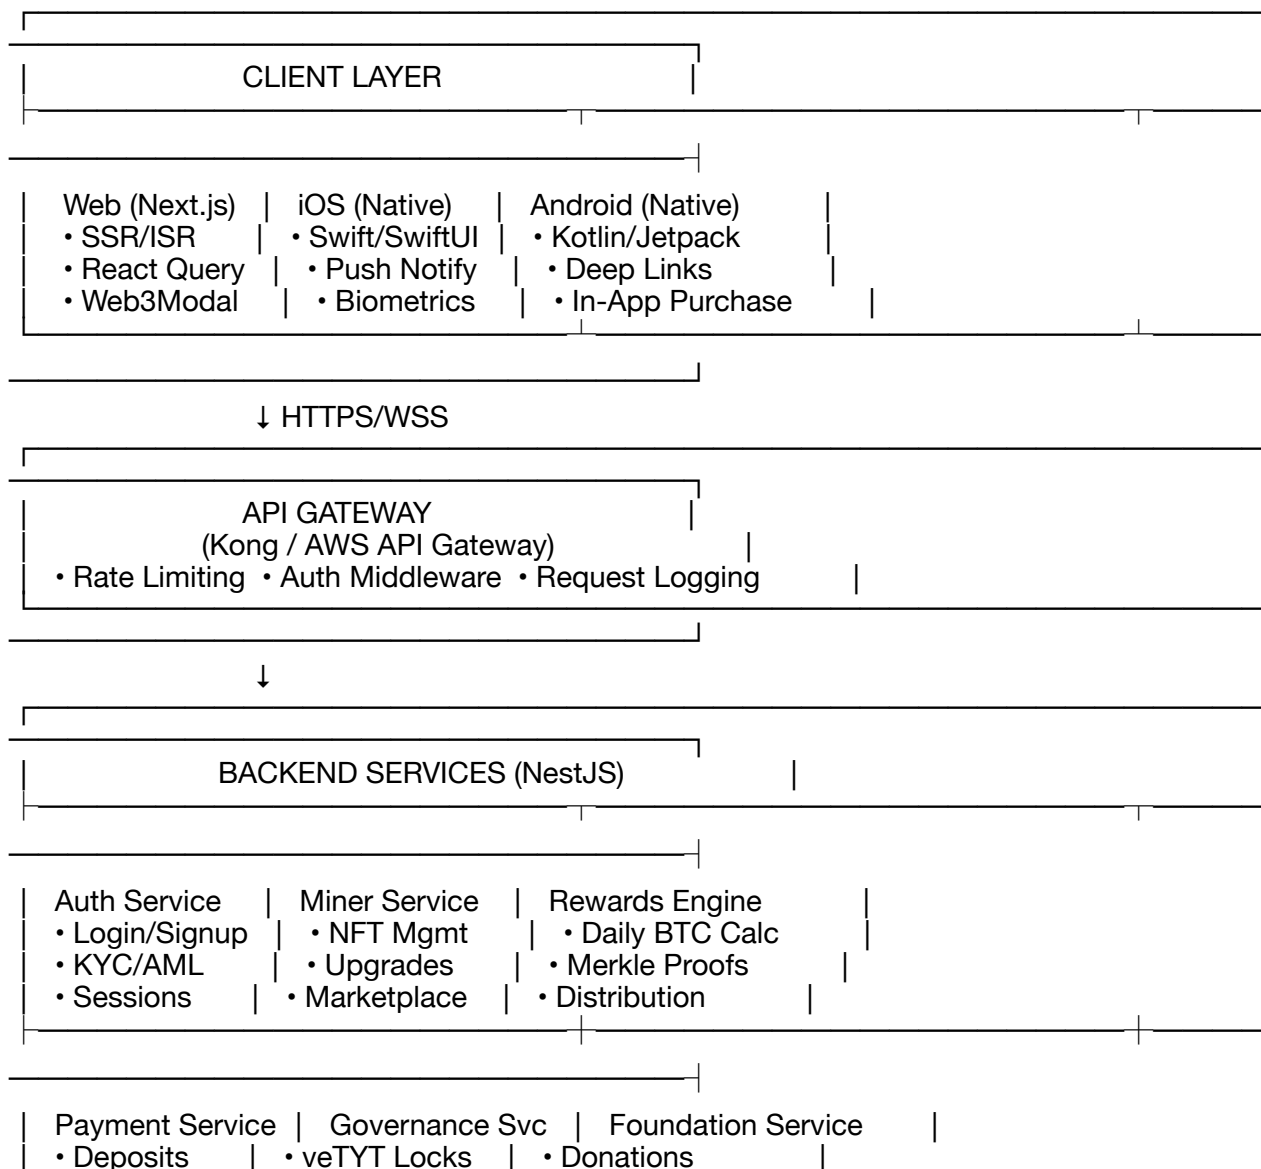 CLIENT LAYER
Web (Next.js) | iOS (Native) | Android (Native) |
• SSR/ISR | • Swift/SwiftUI | • Kotlin/Jetpack |
• React Query | • Push Notify | • Deep Links |
• Web3Modal | • Biometrics | • In-App Purchase |
↓ HTTPS/WSS
API GATEWAY
(Kong / AWS API Gateway)
• Rate Limiting • Auth Middleware • Request Logging
↓
BACKEND SERVICES (NestJS)
Auth Service | Miner Service | Rewards Engine |
• Login/Signup | • NFT Mgmt | • Daily BTC Calc |
• KYC/AML | • Upgrades | • Merkle Proofs |
• Sessions | • Marketplace | • Distribution |
Payment Service | Governance Svc | Foundation Service |
• Deposits | • veTYT Locks | • Donations |